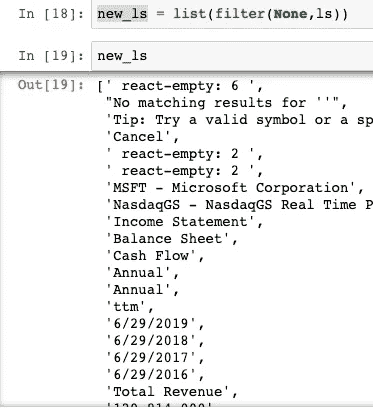 In [18]: new_ls = list(filter(None,ls))
In [19]: new_ls
Out[19]: [' react-empty: 6 ',
"No matching results for ''",
'Tip: Try a valid symbol or a sp
'Cancel',
' react-empty: 2 ',
' react-empty: 2 ',
'MSFT - Microsoft Corporation',
'NasdaqGS - NasdaqGS Real Time P
'Income Statement',
'Balance Sheet',
'Cash Flow',
'Annual',
'Annual',
'ttm',
'6/29/2019',
'6/29/2018',
'6/29/2017',
'6/29/2016',
'Total Revenue',